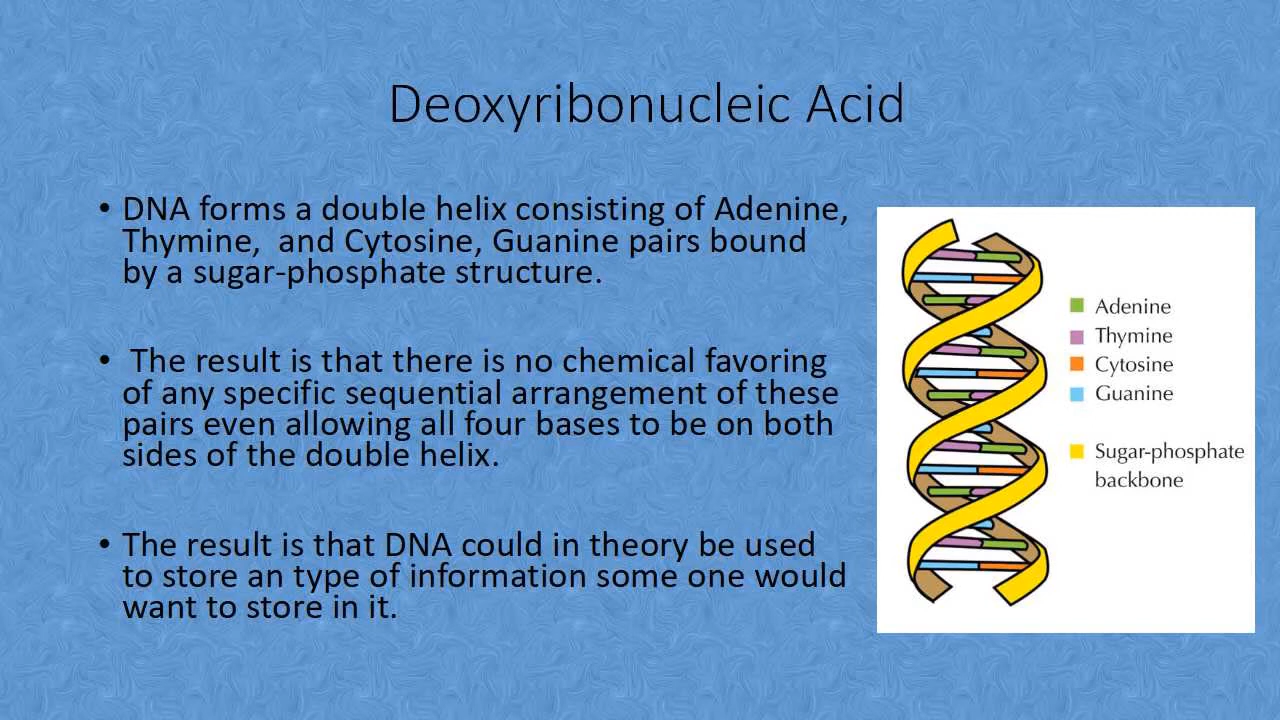 Deoxyribonucleic Acid
• DNA forms a double helix consisting of Adenine,
Thymine,  and Cytosine, Guanine pairs bound
by a sugar-phosphate structure.
•  The result is that there is no chemical favoring
of any specific sequential arrangement of these
pairs even allowing all four bases to be on both
sides of the double helix.
• The result is that DNA could in theory be used
to store an type of information some one would
want to store in it.
Adenine
Thymine
Cytosine
Guanine
Sugar-phosphate
backbone